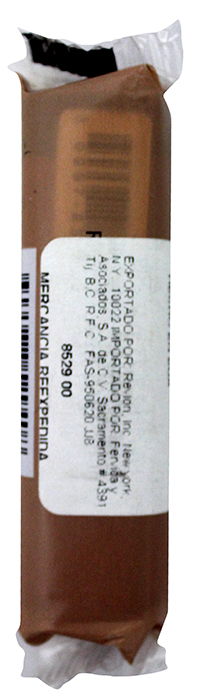 EXPORTADO POR: Revlon, Inc. New York,
N.Y. 10022 IMPORTADO POR: Fenida y
Asociados S.A. de C.V. Sacramento # 4391
Tij. B.C. R.F.C. FAS-950620 JJ8
8529 00
MERCANCIA REEXPEDIDA